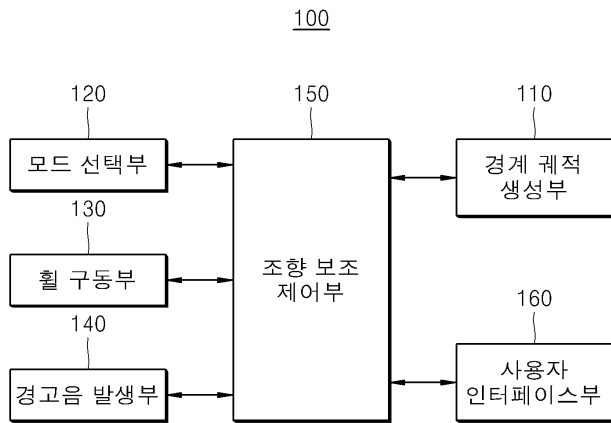 100
120
150
110
모드 선택부
경계 궤적
생성부
130
휠 구동부
조향 보조
제어부
140
160
경고음 발생부
사용자
인터페이스부